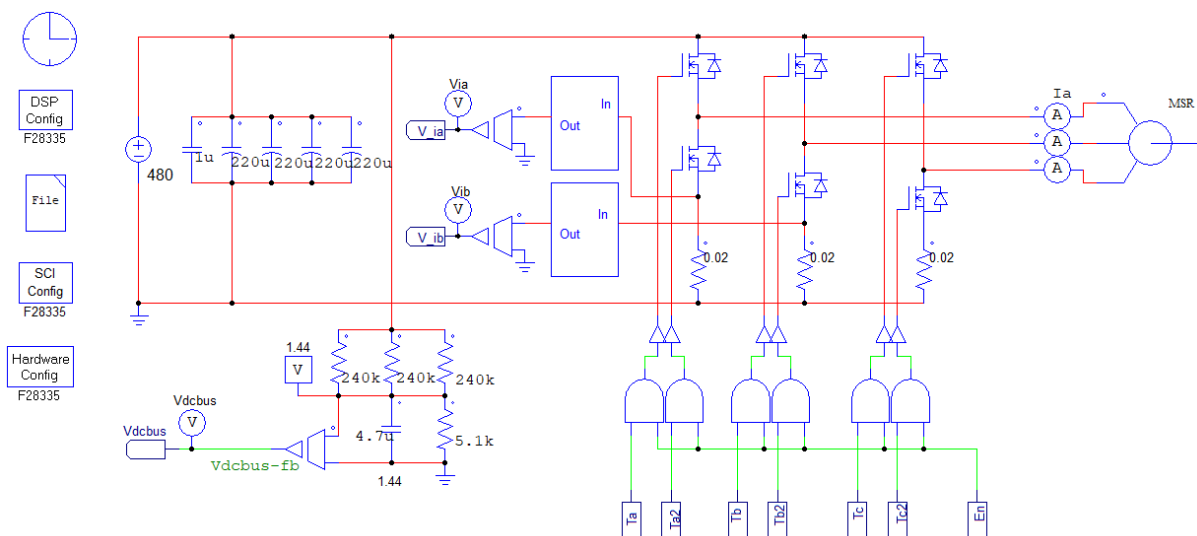 DSP
Config
F28335
File
SCI
Config
F28335
Hardware
Config
F28335
480
1u
220u
220u
220u
220u
Via
V
V_ia
In
Out
Vib
V
V_ib
In
Out
0.02
0.02
0.02
Ia
A
A
A
MSR
1.44
V
240k
240k
240k
4.7u
5.1k
1.44
Vdcbus
V
Vdcbus
Vdcbus-fb
Ta
Ta2
Tb
Tb2
Tc
Tc2
En